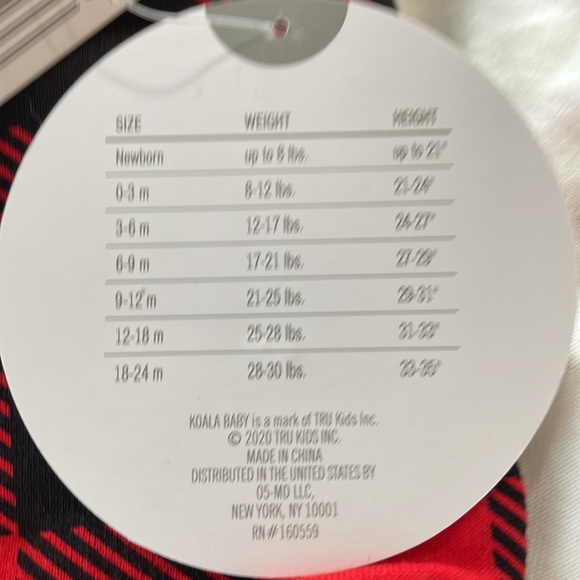 SIZE WEIGHT HEIGHT
Newborn up to 8 lbs. up to 21"
0-3 m 8-12 lbs. 21-24"
3-6 m 12-17 lbs. 24-27"
6-9 m 17-21 lbs. 27-29"
9-12 m 21-25 lbs. 29-31"
12-18 m 25-28 lbs. 31-33"
18-24 m 28-30 lbs. 33-35"
KOALA BABY is a mark of TRU Kids Inc.
© 2020 TRU KIDS INC.
MADE IN CHINA
DISTRIBUTED IN THE UNITED STATES BY
05-MD LLC,
NEW YORK, NY 10001
RN# 160559